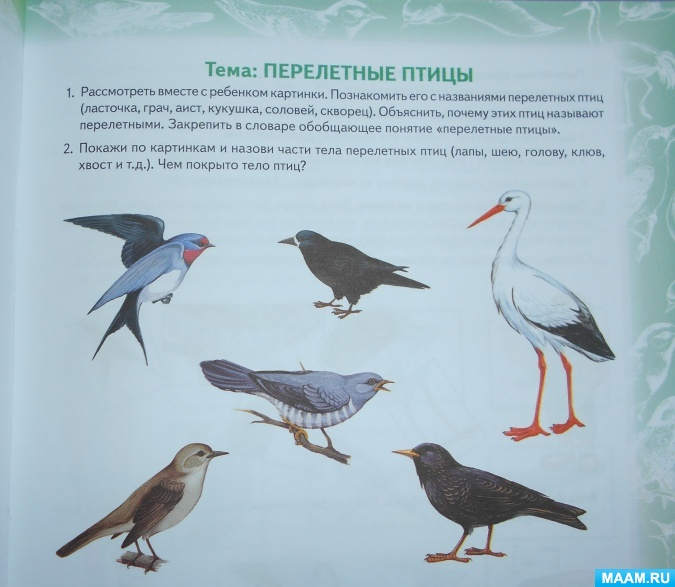 Тема: ПЕРЕЛЕТНЫЕ ПТИЦЫ
1. Рассмотреть вместе с ребенком картинки. Познакомить его с названиями перелетных птиц
(ласточка, грач, аист, кукушка, соловей, скворец). Объяснить, почему этих птиц называют
перелетными. Закрепить в словаре обобщающее понятие «перелетные птицы».
2. Покажи по картинкам и назови части тела перелетных птиц (лапы, шею, голову, клюв,
хвост и т.д.). Чем покрыто тело птиц?
MAAM.RU